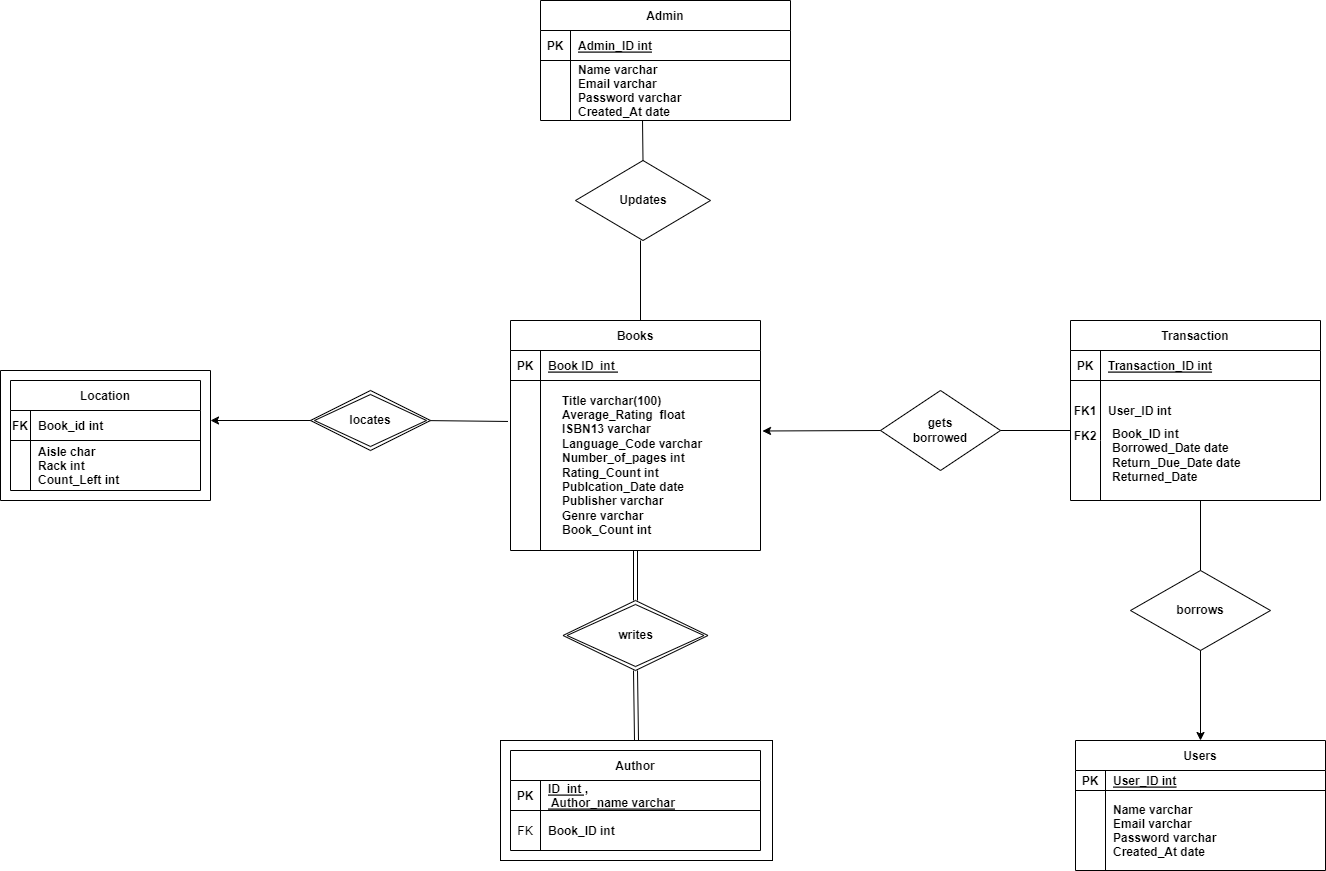 Admin
PK Admin_ID int
Name varchar
Email varchar
Password varchar
Created_At date
Updates
Books
PK Book ID int
Title varchar(100)
Average_Rating float
ISBN13 varchar
Language_Code varchar
Number_of_pages int
Rating_Count int
Publcation_Date date
Publisher varchar
Genre varchar
Book_Count int
Transaction
PK Transaction_ID int
FK1 User_ID int
FK2 Book_ID int
Borrowed_Date date
Return_Due_Date date
Returned_Date
Location
FK Book_id int
Aisle char
Rack int
Count_Left int
locates
gets
borrowed
writes
borrows
Author
PK ID int ,
Author_name varchar
FK Book_ID int
Users
PK User_ID int
Name varchar
Email varchar
Password varchar
Created_At date